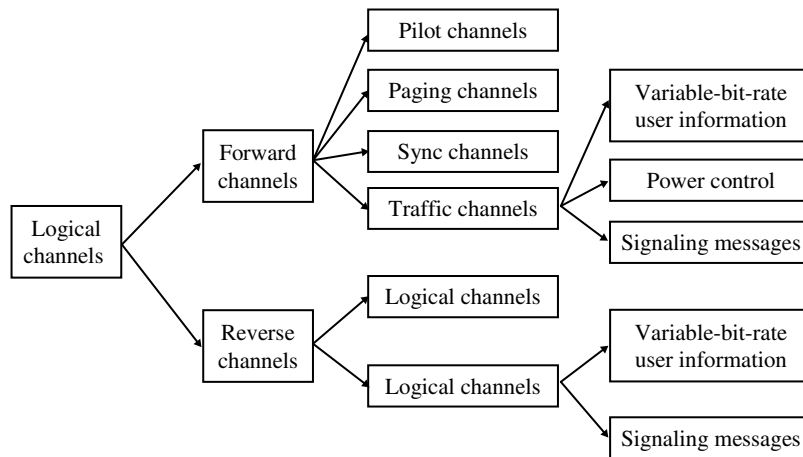 Logical
channels
Forward
channels
Pilot channels
Paging channels
Sync channels
Traffic channels
Variable-bit-rate
user information
Power control
Signaling messages
Reverse
channels
Logical channels
Logical channels
Variable-bit-rate
user information
Signaling messages